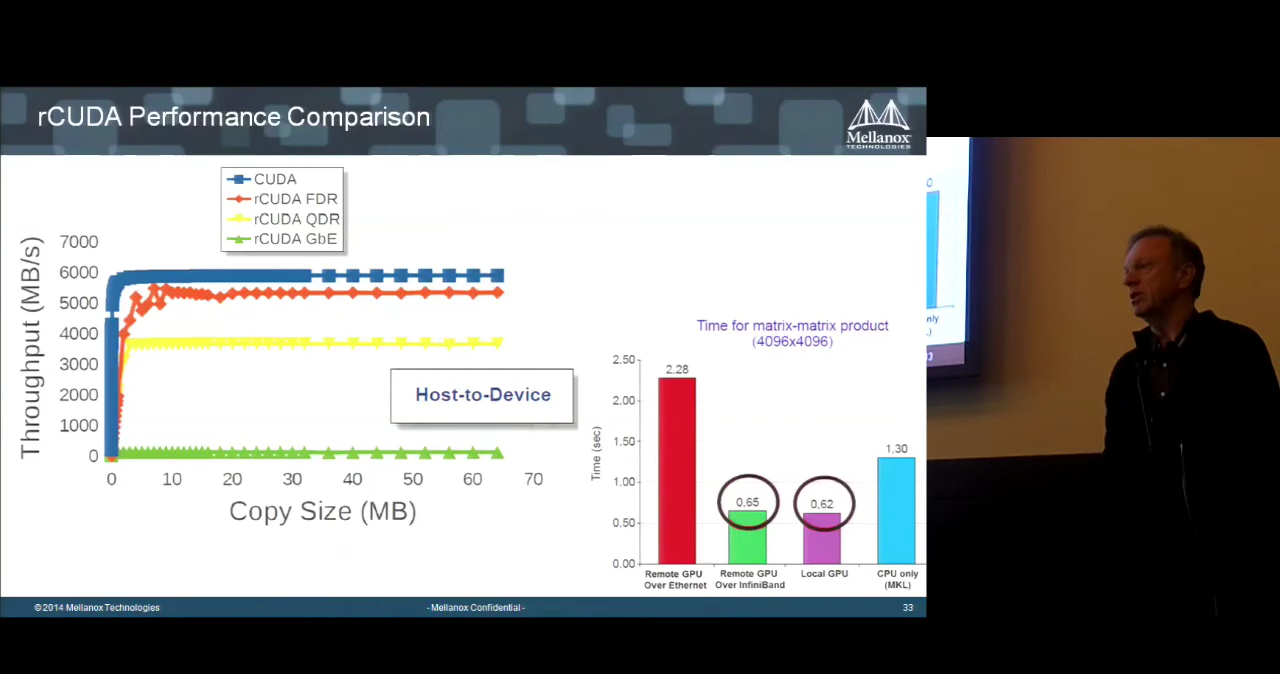 rCUDA Performance Comparison
Mellanox
TECHNOLOGIES
CUDA
rCUDA FDR
rCUDA QDR
rCUDA GbE
Throughput (MB/s)
7000
6000
5000
4000
3000
2000
1000
0
0 10 20 30 40 50 60 70
Copy Size (MB)
Host-to-Device
Time for matrix-matrix product
(4096x4096)
Time (sec)
2.50
2.00
1.50
1.00
0.50
0.00
2.28
0,65
0,62
1,30
Remote GPU
Over Ethernet
Remote GPU
Over InfiniBand
Local GPU
CPU only
(MKL)
© 2014 Mellanox Technologies
- Mellanox Confidential -
33